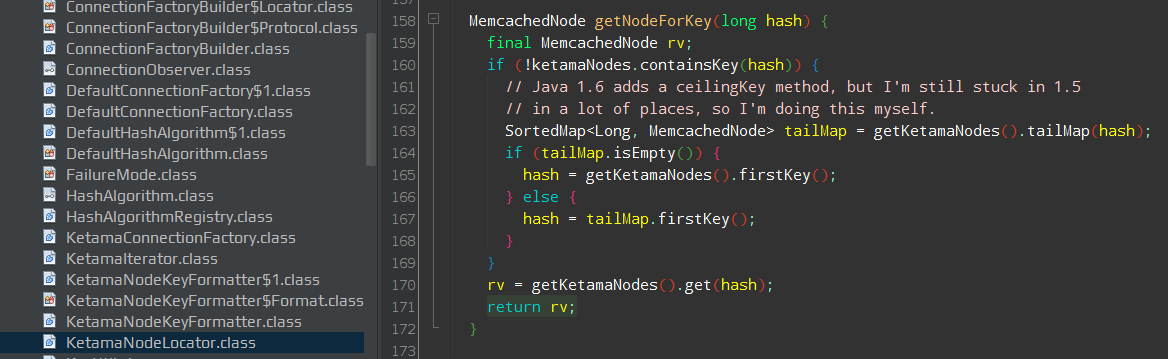 ConnectionFactoryBuilder$Locator.class
ConnectionFactoryBuilder$Protocol.class
ConnectionFactoryBuilder.class
ConnectionObserver.class
DefaultConnectionFactory$1.class
DefaultConnectionFactory.class
DefaultHashAlgorithm$1.class
DefaultHashAlgorithm.class
FailureMode.class
HashAlgorithm.class
HashAlgorithmRegistry.class
KetamaConnectionFactory.class
KetamaIterator.class
KetamaNodeKeyFormatter$1.class
KetamaNodeKeyFormatter$Format.class
KetamaNodeKeyFormatter.class
KetamaNodeLocator.class
158 MemcachedNode getNodeForKey(long hash) {
159 final MemcachedNode rv;
160 if (!ketamaNodes.containsKey(hash)) {
161 // Java 1.6 adds a ceilingKey method, but I'm still stuck in 1.5
162 // in a lot of places, so I'm doing this myself.
163 SortedMap<Long, MemcachedNode> tailMap = getKetamaNodes().tailMap(hash);
164 if (tailMap.isEmpty()) {
165 hash = getKetamaNodes().firstKey();
166 } else {
167 hash = tailMap.firstKey();
168 }
169 }
170 rv = getKetamaNodes().get(hash);
171 return rv;
172 }
173